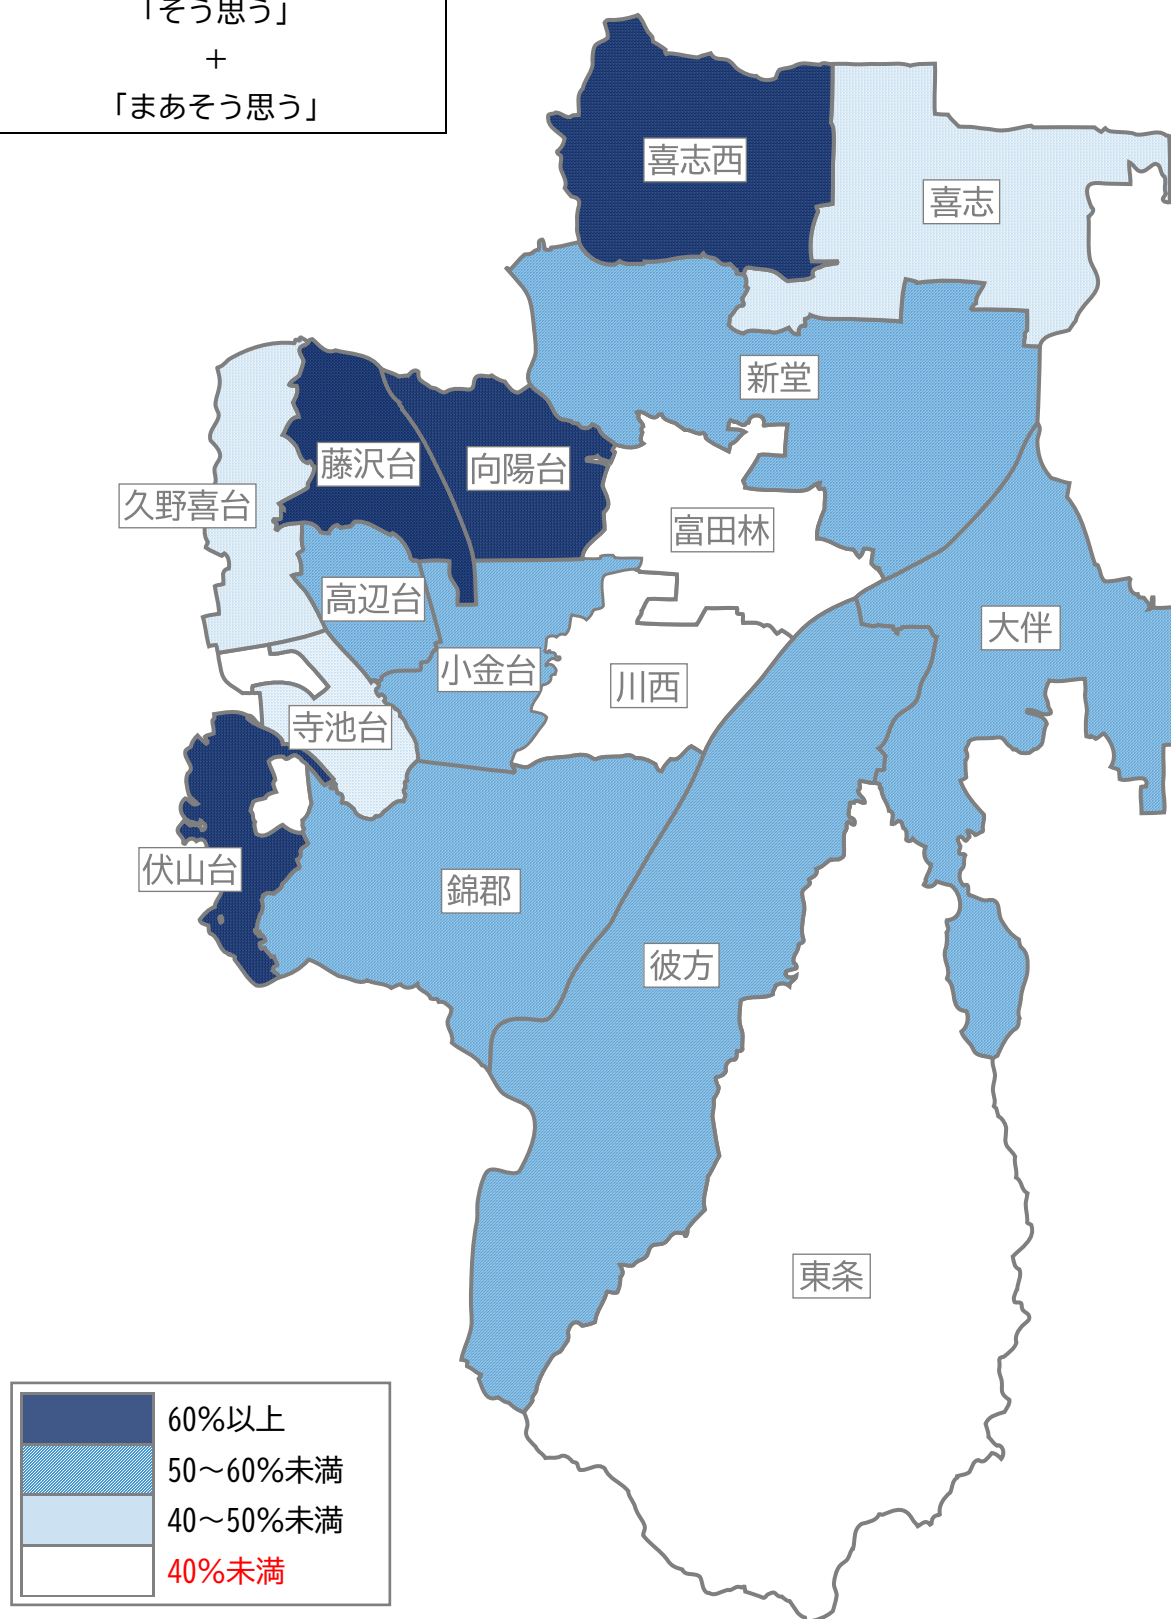 「そう思う」
＋
「まあそう思う」
喜志西
喜志
新堂
藤沢台
向陽台
久野喜台
富田林
高辺台
大伴
小金台
川西
寺池台
伏山台
錦郡
彼方
東条
60%以上
50～60%未満
40～50%未満
40%未満